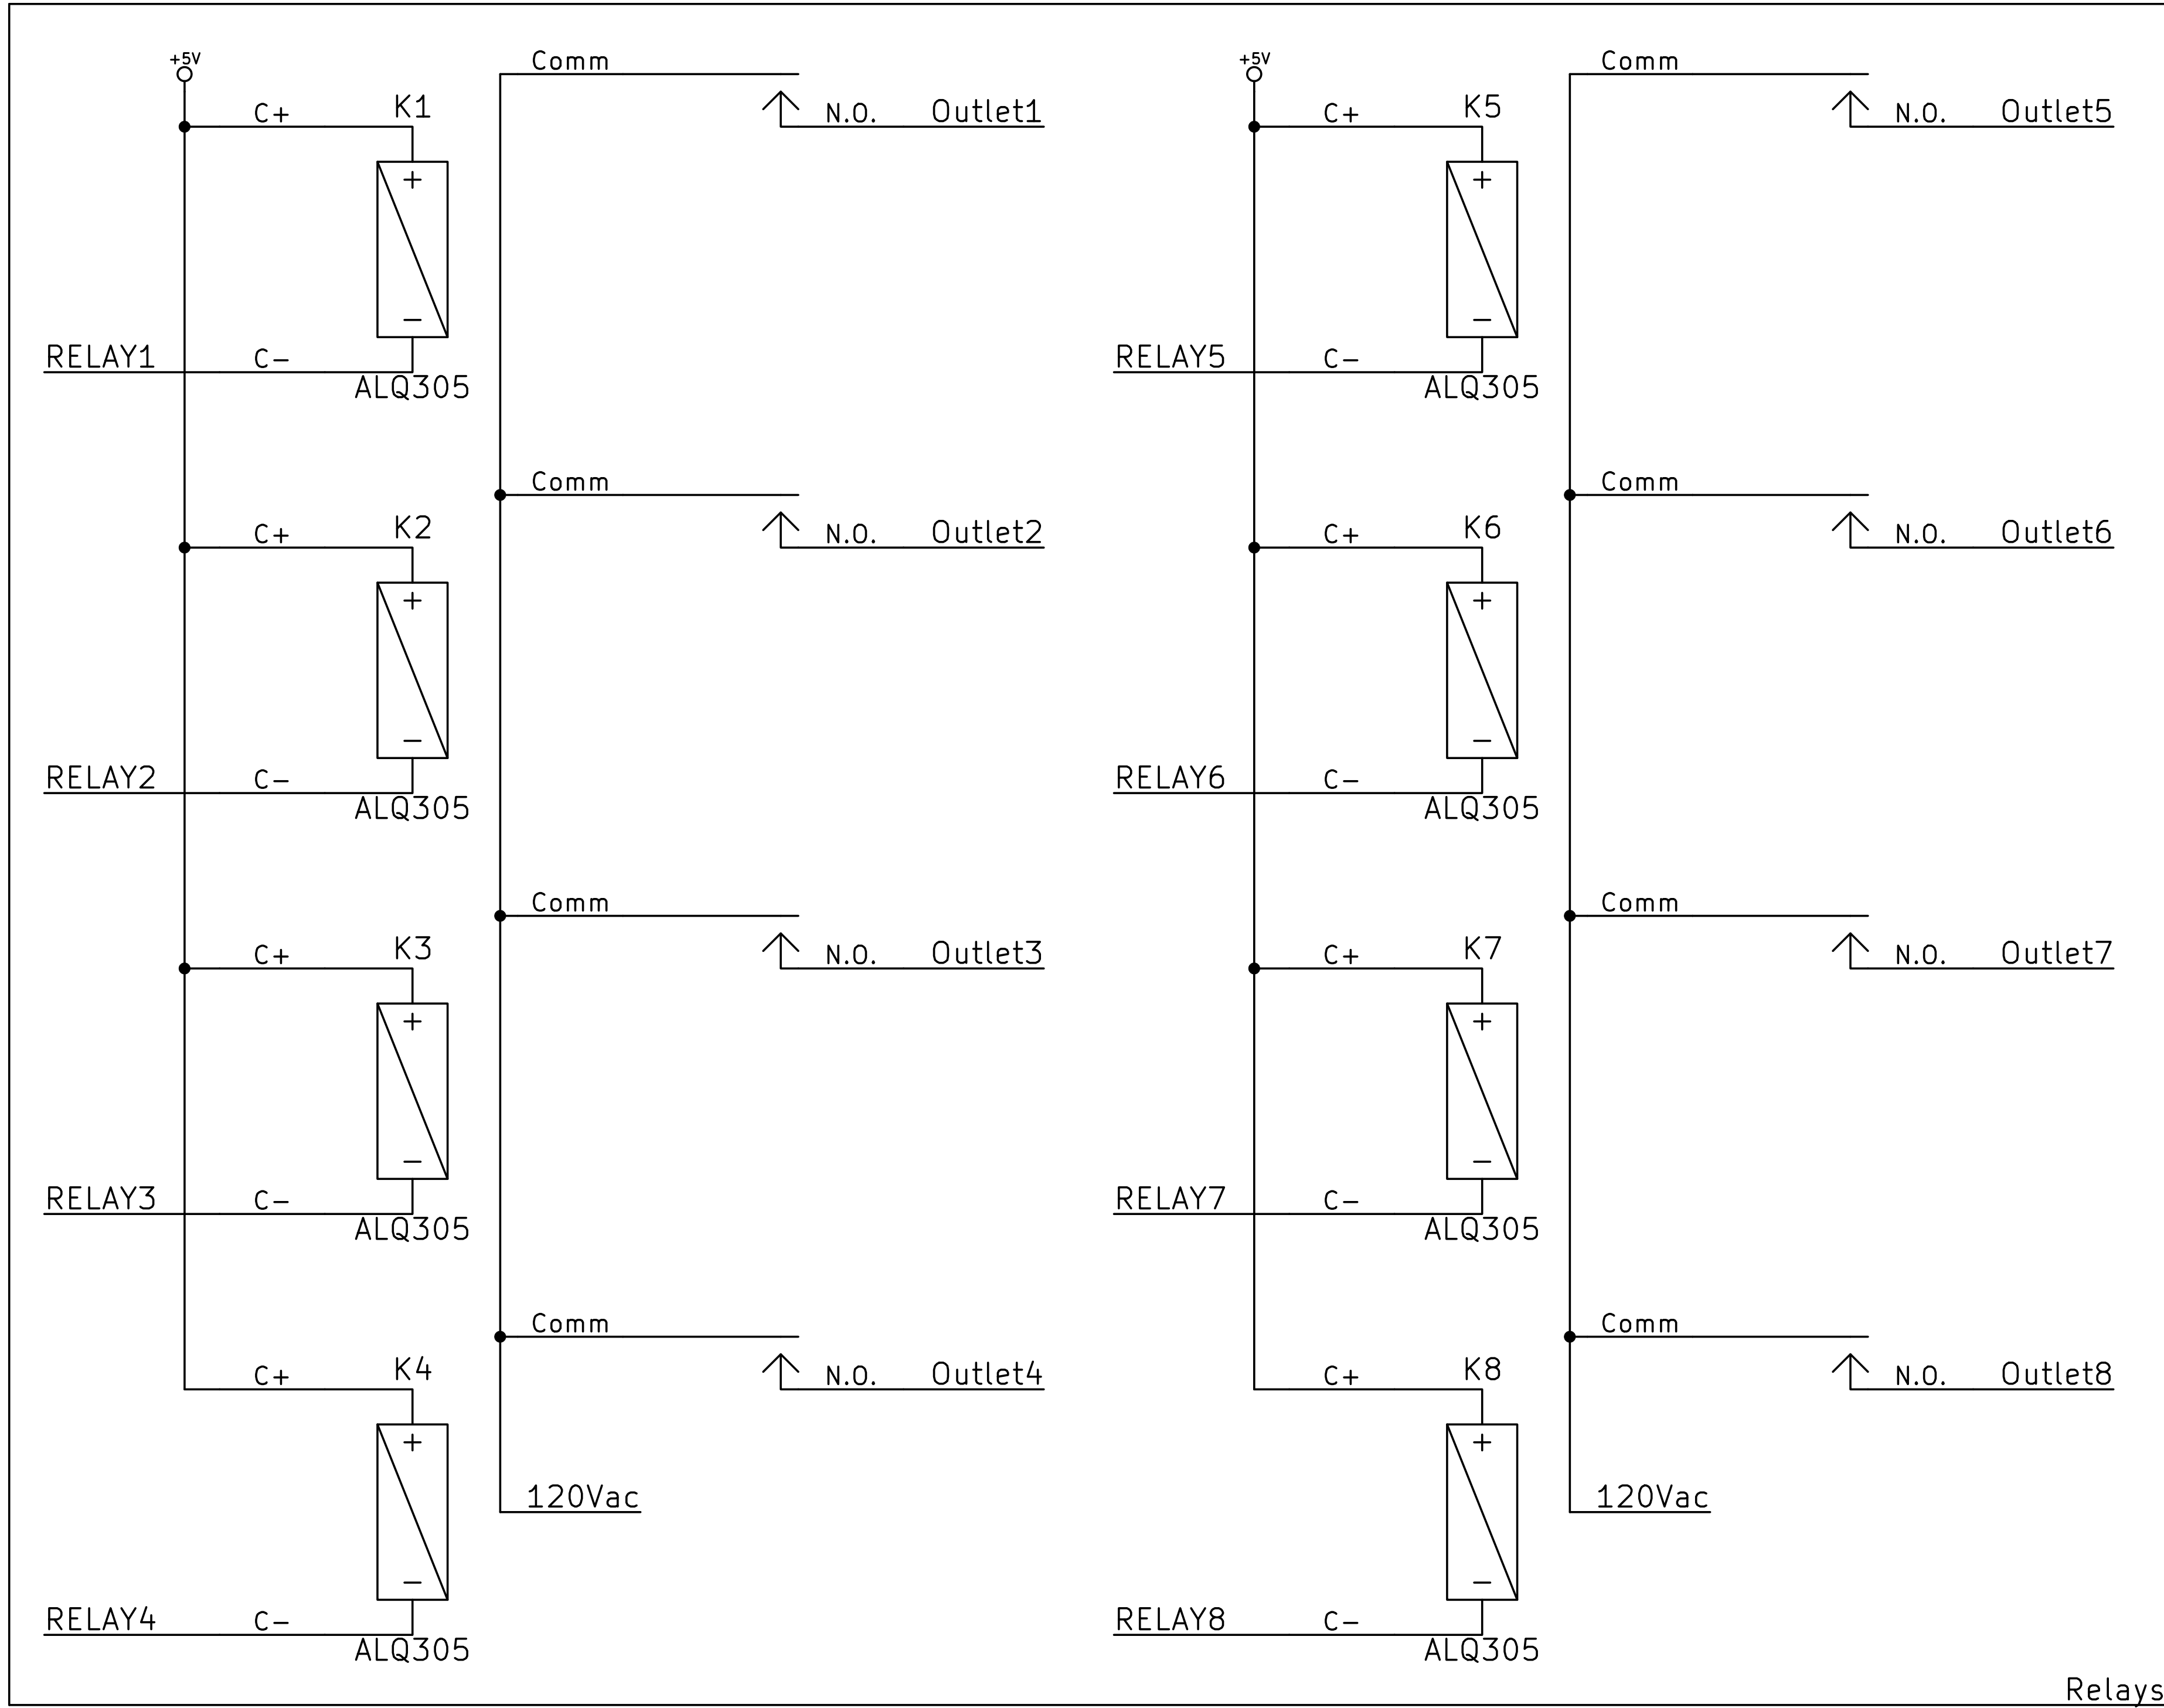 +5V
Comm
+5V
Comm
C+
K1
N.O.
Outlet1
C+
K5
N.O.
Outlet5
+
+
−
−
RELAY1
C−
RELAY5
C−
ALQ305
ALQ305
Comm
Comm
C+
K2
N.O.
Outlet2
C+
K6
N.O.
Outlet6
+
+
−
−
RELAY2
C−
RELAY6
C−
ALQ305
ALQ305
Comm
Comm
C+
K3
N.O.
Outlet3
C+
K7
N.O.
Outlet7
+
+
−
−
RELAY3
C−
RELAY7
C−
ALQ305
ALQ305
Comm
Comm
C+
K4
N.O.
Outlet4
C+
K8
N.O.
Outlet8
+
+
120Vac
120Vac
−
−
RELAY4
C−
RELAY8
C−
ALQ305
ALQ305
Relays